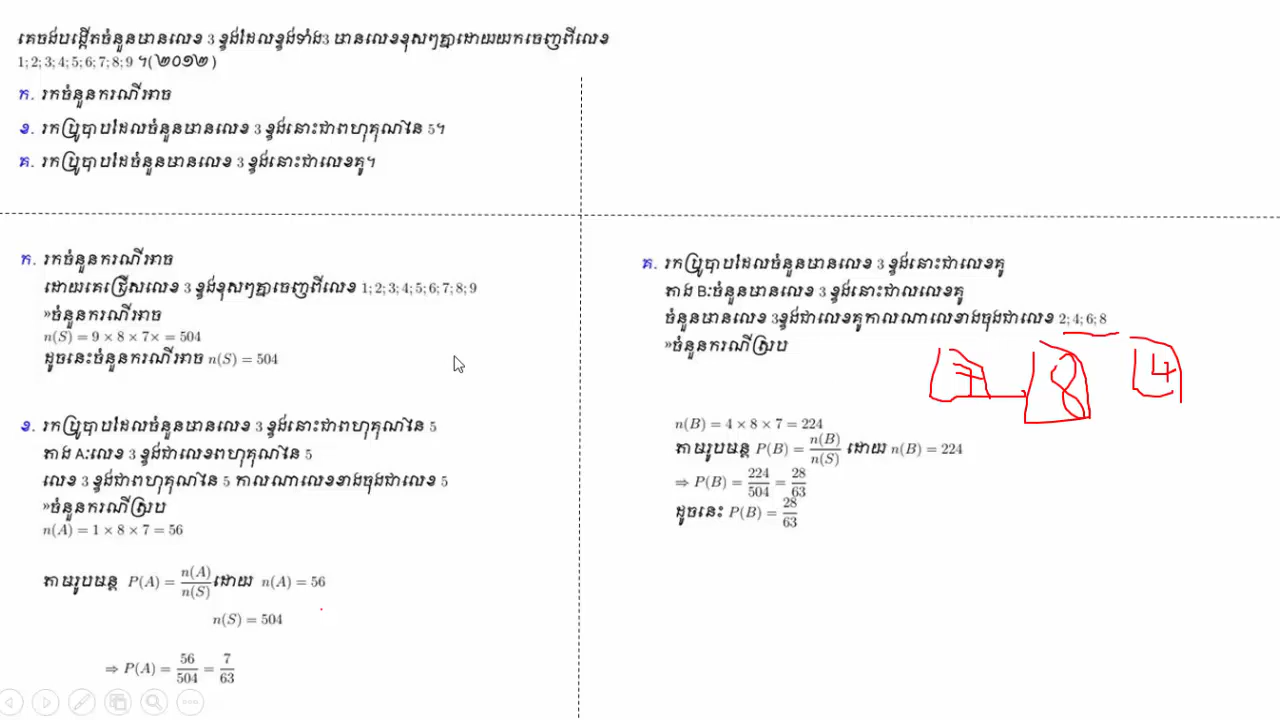 គេចង់បង្កើតចំនួនមានលេខ 3 ខ្ទង់ដែលខ្ទង់ទាំង3 មានលេខខុសៗគ្នាដោយយកចេញពីលេខ
1; 2; 3; 4; 5; 6; 7; 8; 9 ។(២០១២ )
ក. រកចំនួនករណីអាច
ខ. រកប្រូបាបដែលចំនួនមានលេខ 3 ខ្ទង់នោះជាពហុគុណនៃ 5។
គ. រកប្រូបាបដែចំនួនមានលេខ 3 ខ្ទង់នោះជាលេខគូ។
ក. រកចំនួនករណីអាច
ដោយគេជ្រើសលេខ 3 ខ្ទង់ខុសៗគ្នាចេញពីលេខ 1; 2; 3; 4; 5; 6; 7; 8; 9
»ចំនួនករណីអាច
n(S) = 9 × 8 × 7× = 504
ដូចនេះចំនួនករណីអាច n(S) = 504
ខ. រកប្រូបាបដែលចំនួនមានលេខ 3 ខ្ទង់នោះជាពហុគុណនៃ 5
តាង A:លេខ 3 ខ្ទង់ជាលេខពហុគុណនៃ 5
លេខ 3 ខ្ទង់ជាពហុគុណនៃ 5 កាលណាលេខខាងចុងជាលេខ 5
»ចំនួនករណីស្រប
n(A) = 1 × 8 × 7 = 56
តាមរូបមន្ត P(A) = n(A)/n(S) ដោយ n(A) = 56
n(S) = 504
⇒ P(A) = 56/504 = 7/63
គ. រកប្រូបាបដែលចំនួនមានលេខ 3 ខ្ទង់នោះជាលេខគូ
តាង B:ចំនួនមានលេខ 3 ខ្ទង់នោះជាលលេខគូ
ចំនួនមានលេខ 3ខ្ទង់ជាលេខគូកាលណាលេខាងចុងជាលេខ 2; 4; 6; 8
»ចំនួនករណីស្រប
7 8 4
n(B) = 4 × 8 × 7 = 224
តាមរូបមន្ត P(B) = n(B)/n(S) ដោយ n(B) = 224
⇒ P(B) = 224/504 = 28/63
ដូចនេះ P(B) = 28/63